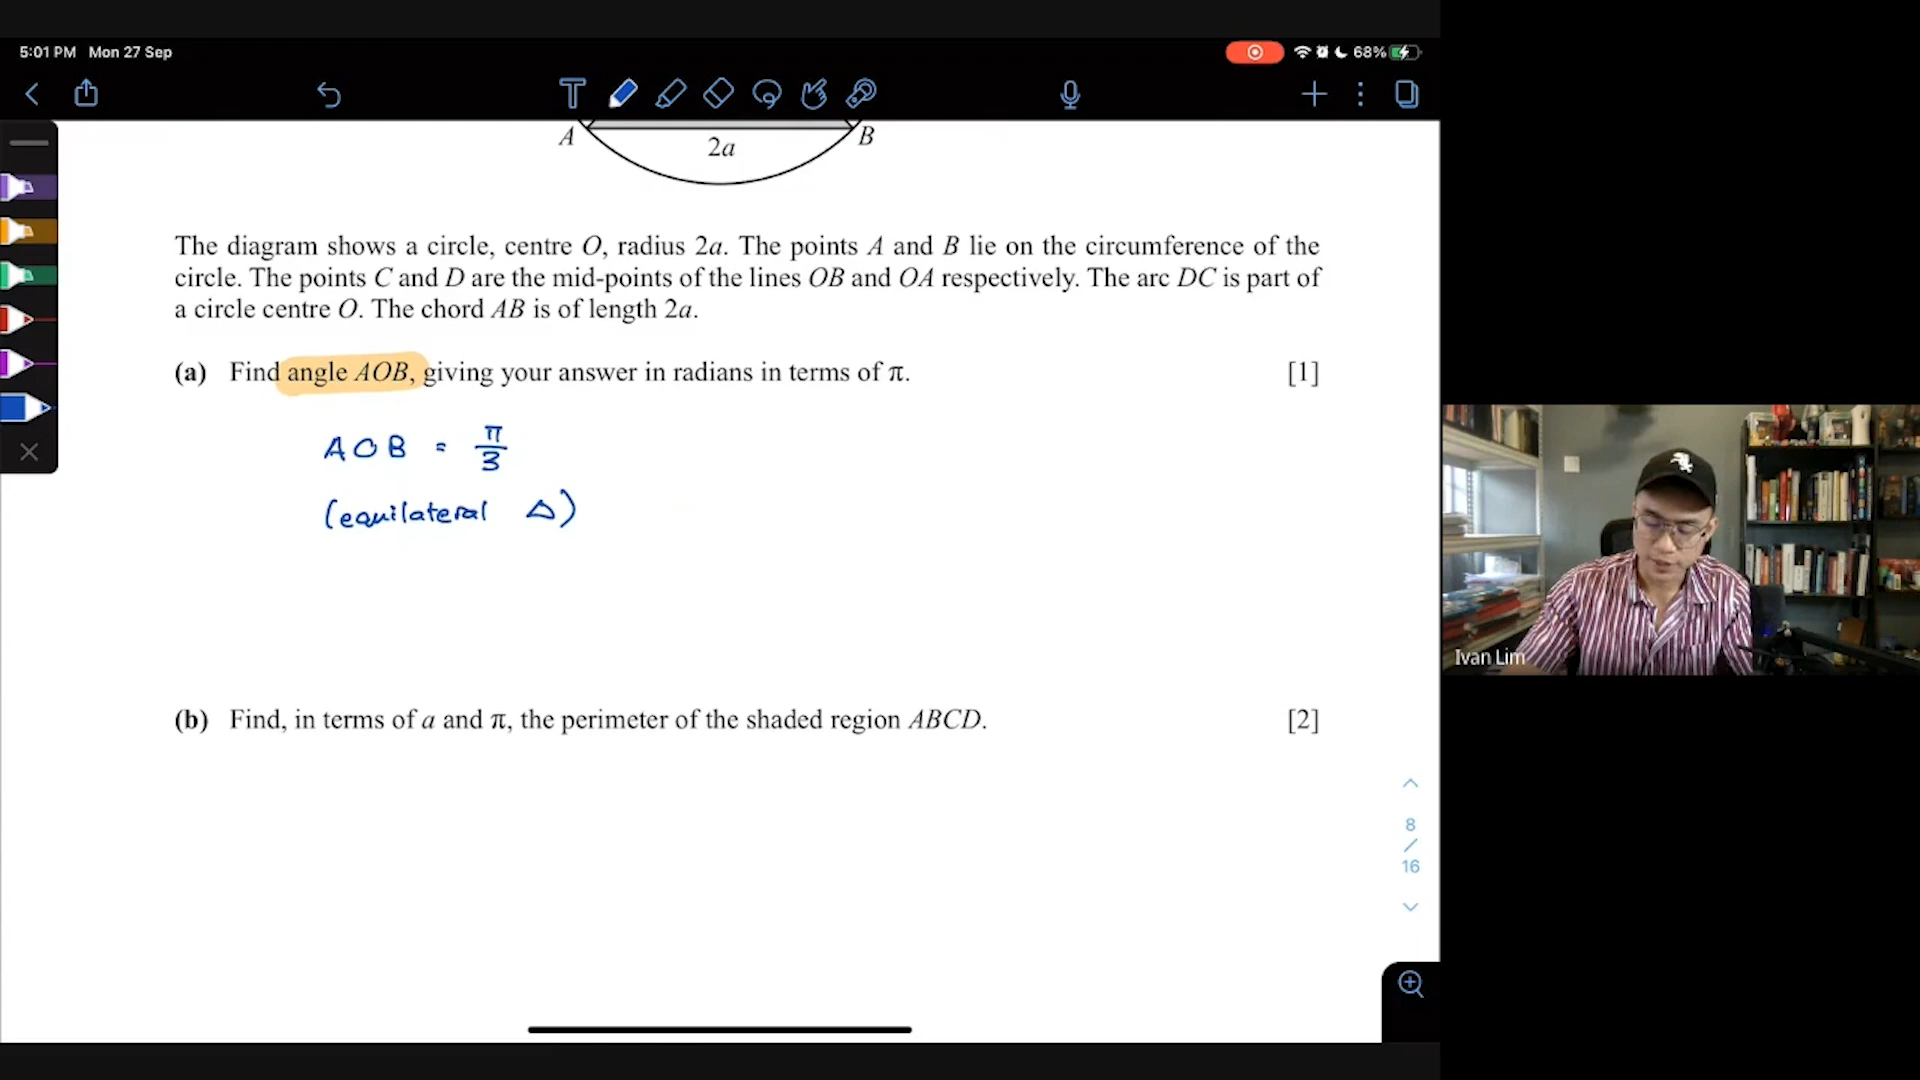 5:01 PM Mon 27 Sep
68%
T
A
B
2a
The diagram shows a circle, centre O, radius 2a. The points A and B lie on the circumference of the
circle. The points C and D are the mid-points of the lines OB and OA respectively. The arc DC is part of
a circle centre O. The chord AB is of length 2a.
(a) Find angle AOB, giving your answer in radians in terms of π. [1]
AOB = π/3
(equilateral Δ)
Ivan Lim
(b) Find, in terms of a and π, the perimeter of the shaded region ABCD. [2]
8
/
16